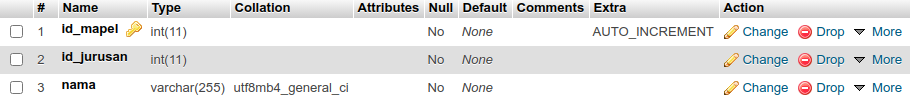 # Name Type Collation Attributes Null Default Comments Extra Action
1 id_mapel int(11) No None AUTO_INCREMENT Change Drop More
2 id_jurusan int(11) No None Change Drop More
3 nama varchar(255) utf8mb4_general_ci No None Change Drop More